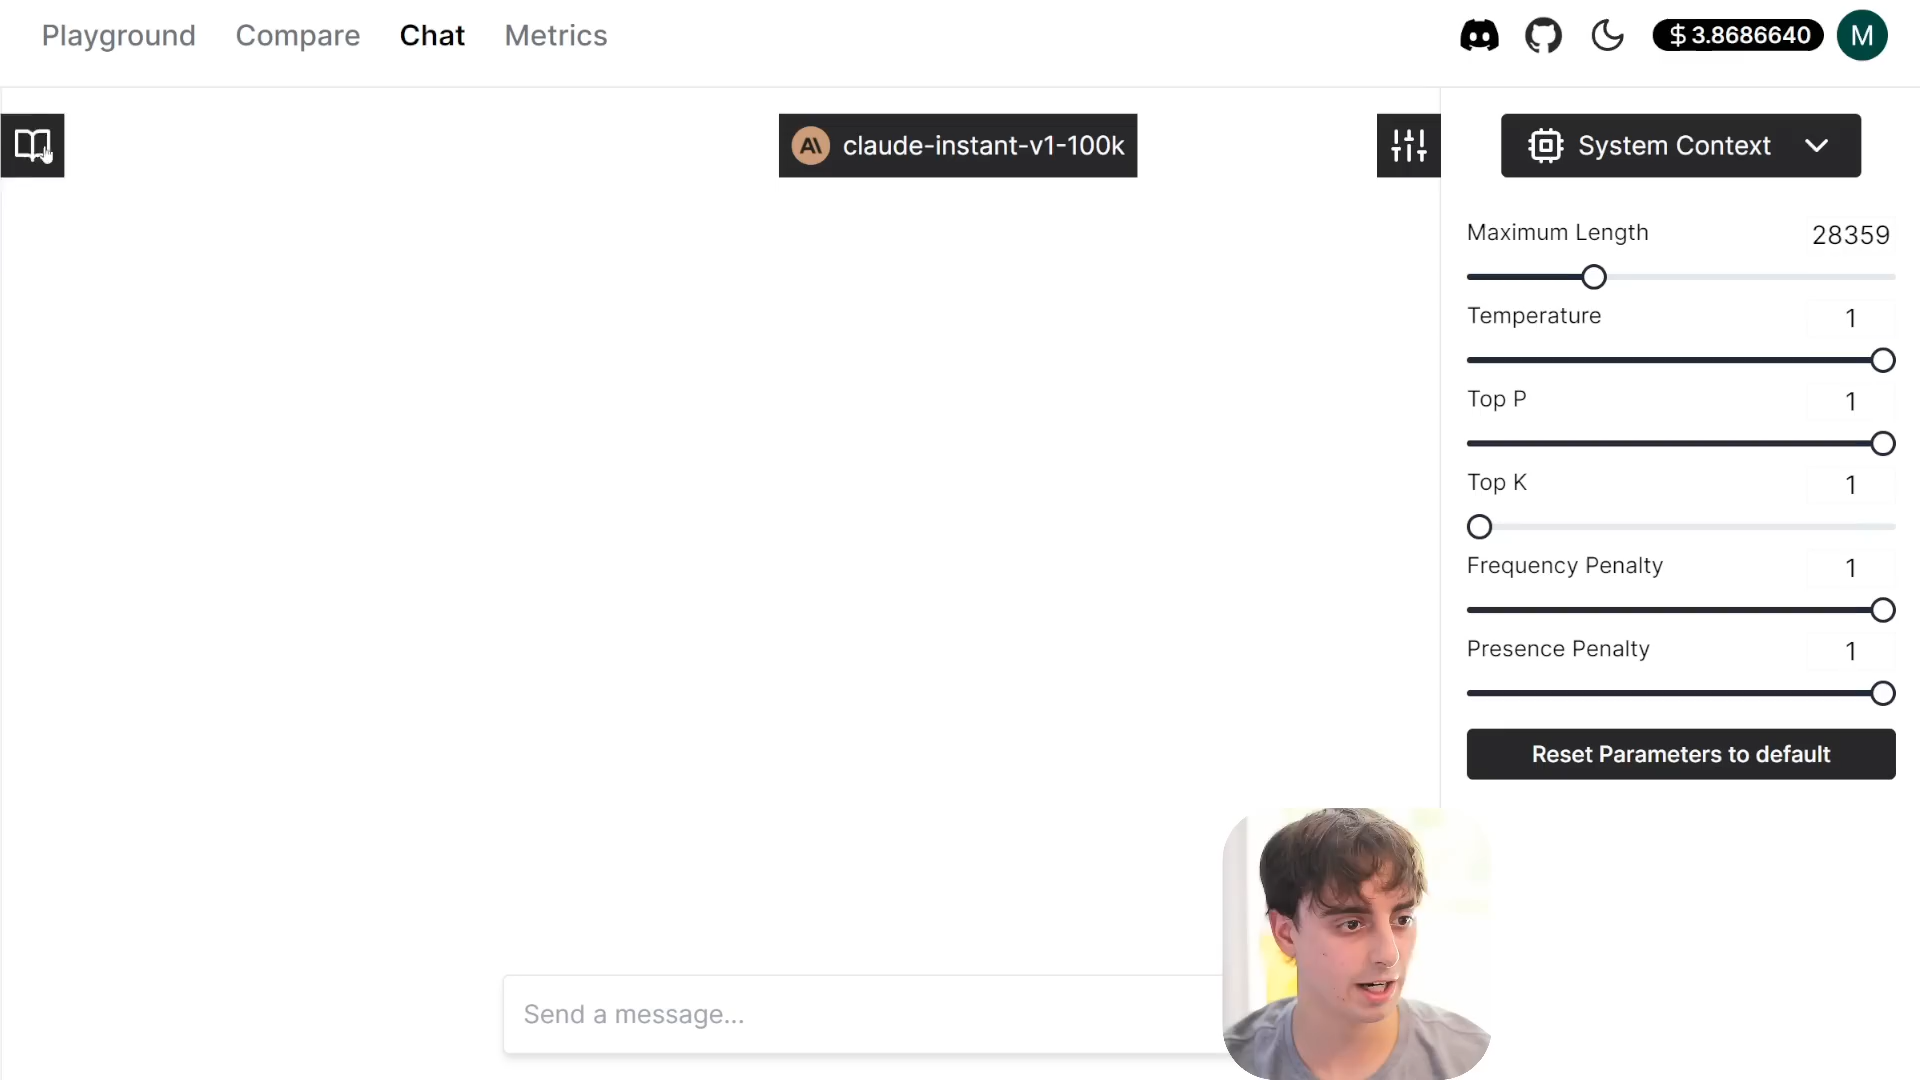 Playground Compare Chat Metrics
$ 3.8686640 M
claude-instant-v1-100k
System Context
Maximum Length 28359
Temperature 1
Top P 1
Top K 1
Frequency Penalty 1
Presence Penalty 1
Reset Parameters to default
Send a message...